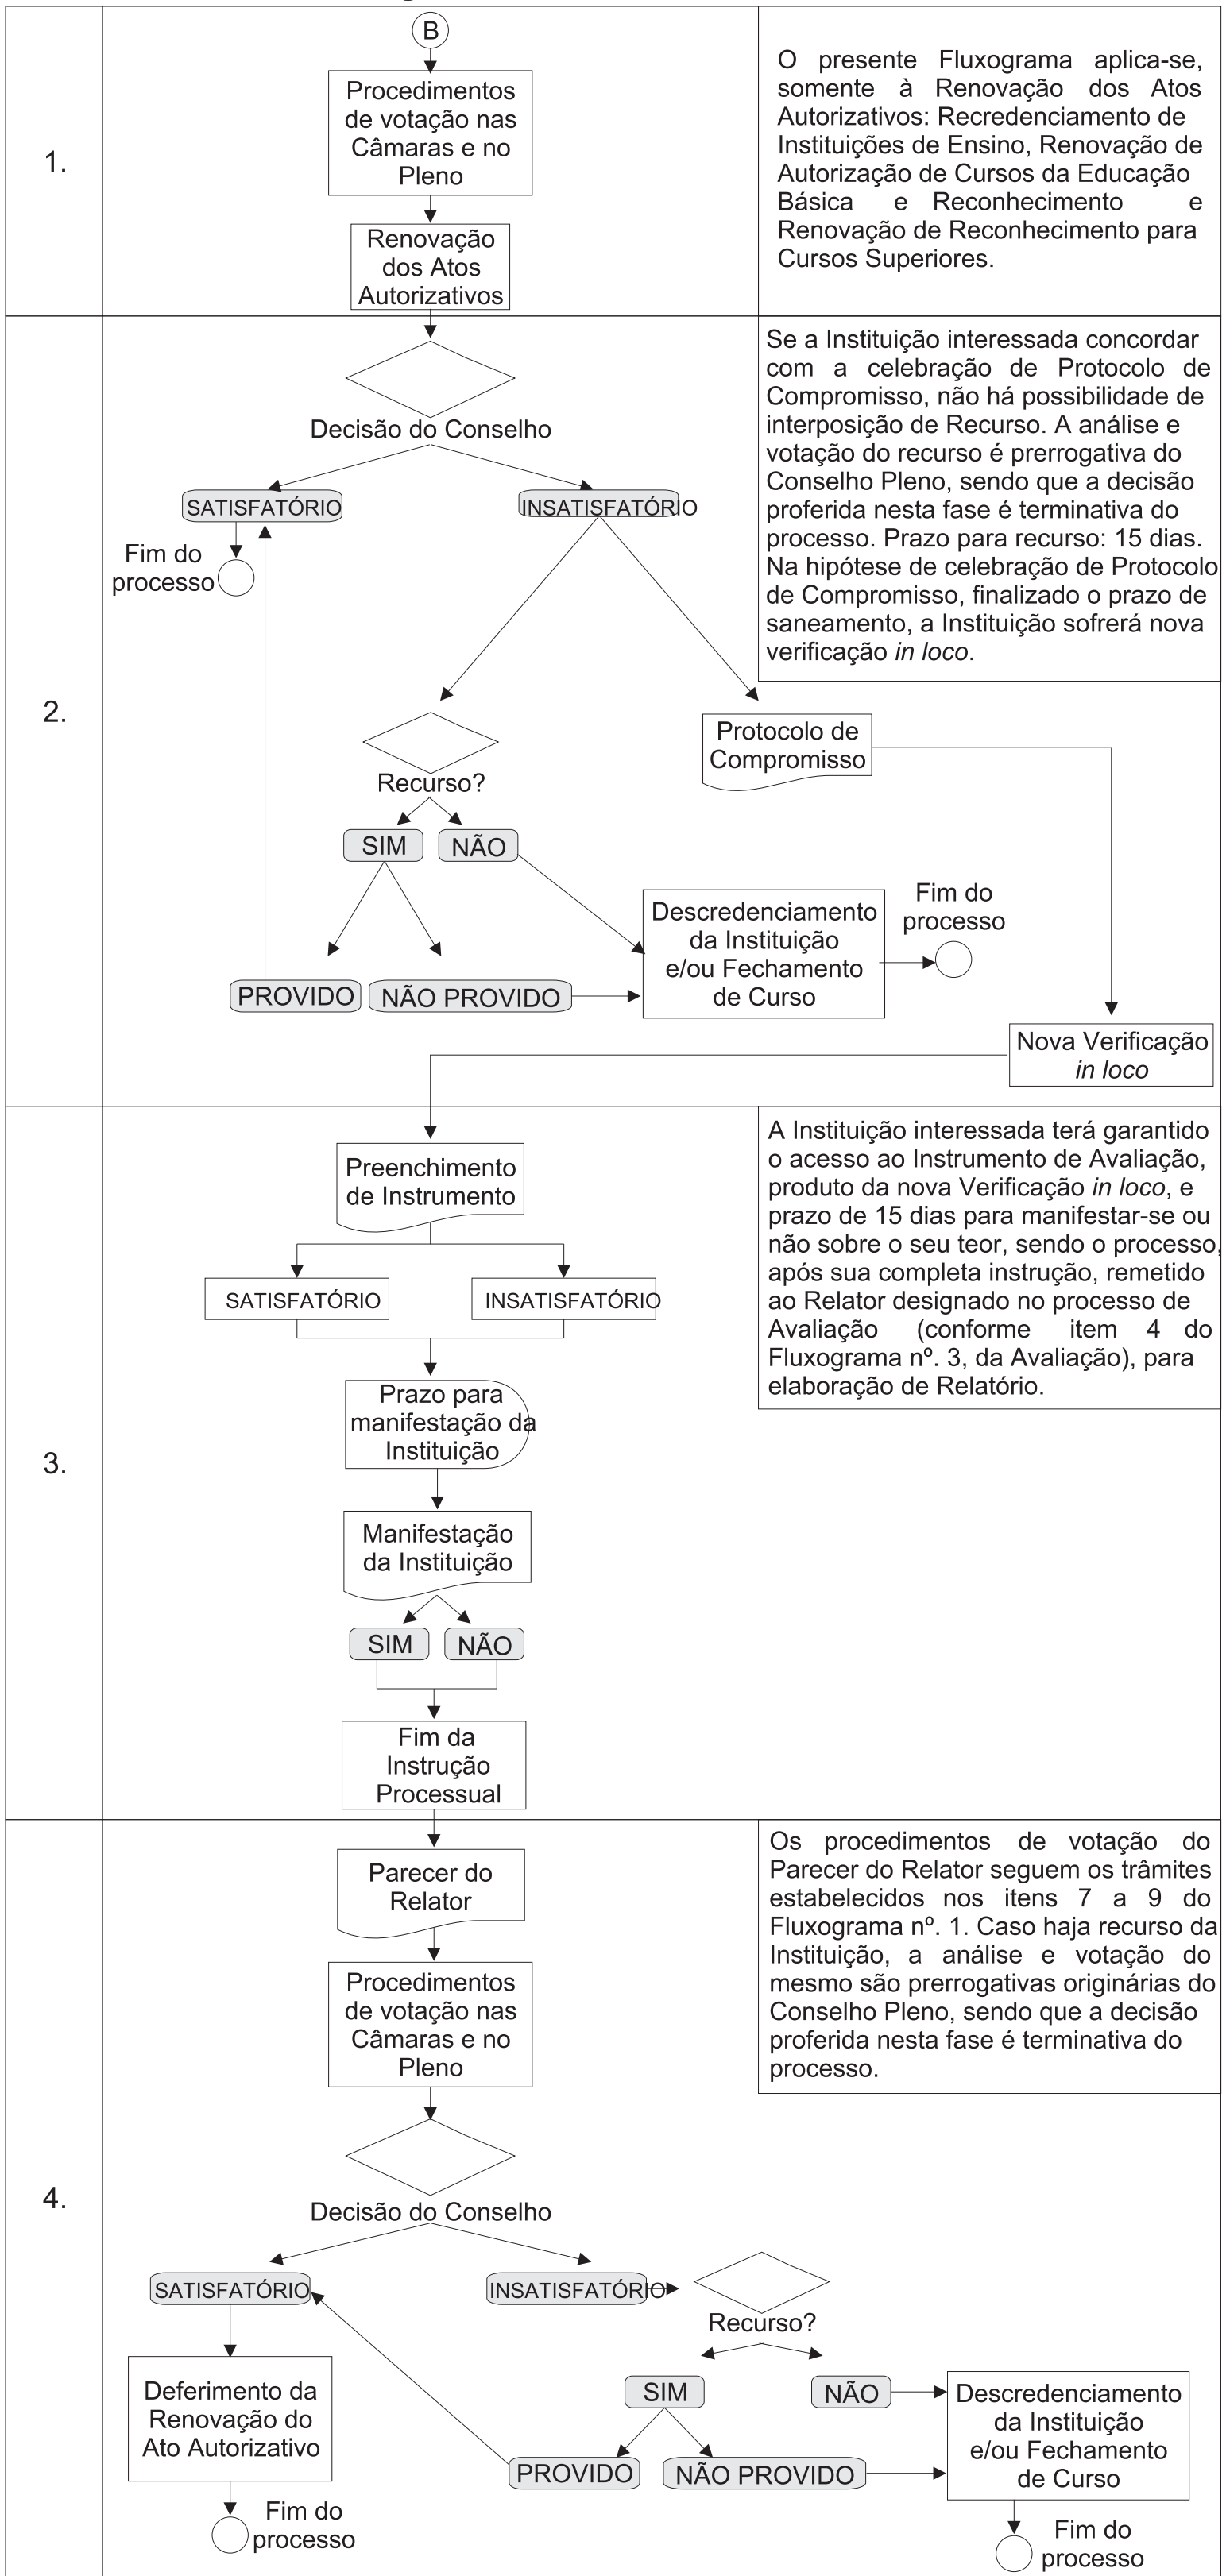 B
Procedimentos
de votação nas
Câmaras e no
Pleno
Renovação
dos Atos
Autorizativos
1.
O presente Fluxograma aplica-se,
somente à Renovação dos Atos
Autorizativos: Recredenciamento de
Instituições de Ensino, Renovação de
Autorização de Cursos da Educação
Básica e Reconhecimento e
Renovação de Reconhecimento para
Cursos Superiores.
2.
Decisão do Conselho
SATISFATÓRIO
INSATISFATÓRIO
Fim do
processo
Se a Instituição interessada concordar
com a celebração de Protocolo de
Compromisso, não há possibilidade de
interposição de Recurso. A análise e
votação do recurso é prerrogativa do
Conselho Pleno, sendo que a decisão
proferida nesta fase é terminativa do
processo. Prazo para recurso: 15 dias.
Na hipótese de celebração de Protocolo
de Compromisso, finalizado o prazo de
saneamento, a Instituição sofrerá nova
verificação in loco.
Recurso?
Protocolo de
Compromisso
SIM
NÃO
PROVIDO
NÃO PROVIDO
Descredenciamento
da Instituição
e/ou Fechamento
de Curso
Fim do
processo
Nova Verificação
in loco
3.
Preenchimento
de Instrumento
SATISFATÓRIO
INSATISFATÓRIO
Prazo para
manifestação da
Instituição
Manifestação
da Instituição
SIM
NÃO
Fim da
Instrução
Processual
A Instituição interessada terá garantido
o acesso ao Instrumento de Avaliação,
produto da nova Verificação in loco, e
prazo de 15 dias para manifestar-se ou
não sobre o seu teor, sendo o processo,
após sua completa instrução, remetido
ao Relator designado no processo de
Avaliação (conforme item 4 do
Fluxograma nº. 3, da Avaliação), para
elaboração de Relatório.
4.
Parecer do
Relator
Procedimentos
de votação nas
Câmaras e no
Pleno
Os procedimentos de votação do
Parecer do Relator seguem os trâmites
estabelecidos nos itens 7 a 9 do
Fluxograma nº. 1. Caso haja recurso da
Instituição, a análise e votação do
mesmo são prerrogativas originárias do
Conselho Pleno, sendo que a decisão
proferida nesta fase é terminativa do
processo.
Decisão do Conselho
SATISFATÓRIO
INSATISFATÓRIO
Recurso?
SIM
NÃO
PROVIDO
NÃO PROVIDO
Deferimento da
Renovação do
Ato Autorizativo
Fim do
processo
Descredenciamento
da Instituição
e/ou Fechamento
de Curso
Fim do
processo